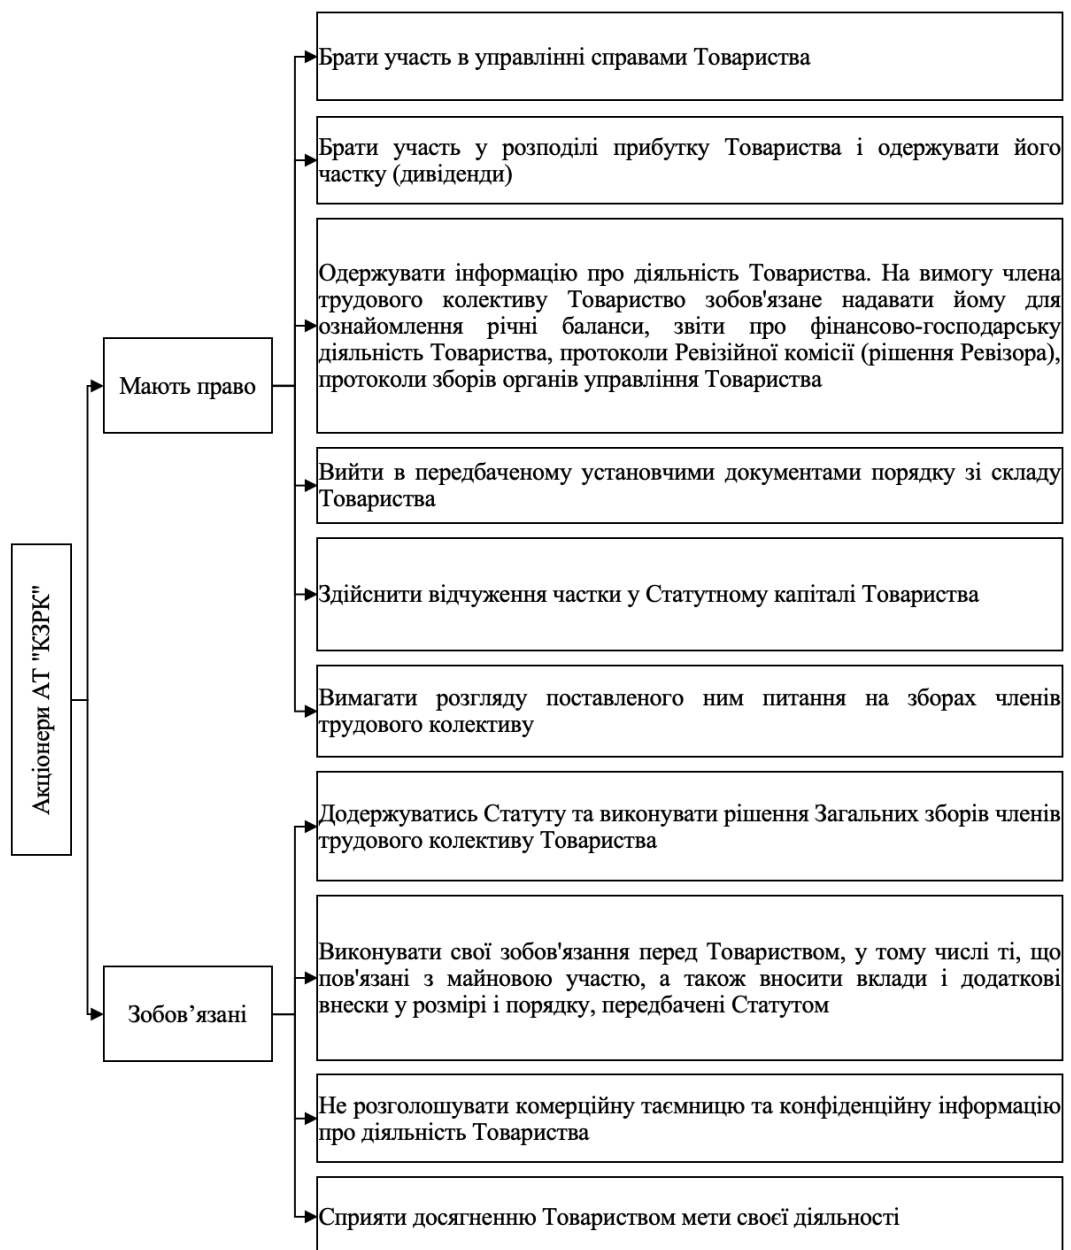 Акціонери АТ "КЗРК"
Мають право
Брати участь в управлінні справами Товариства
Брати участь у розподілі прибутку Товариства і одержувати його
частку (дивіденди)
Одержувати інформацію про діяльність Товариства. На вимогу члена
трудового колективу Товариство зобов'язане надавати йому для
ознайомлення річні баланси, звіти про фінансово-господарську
діяльність Товариства, протоколи Ревізійної комісії (рішення Ревізора),
протоколи зборів органів управління Товариства
Вийти в передбаченому установчими документами порядку зі складу
Товариства
Здійснити відчуження частки у Статутному капіталі Товариства
Вимагати розгляду поставленого ним питання на зборах членів
трудового колективу
Зобов’язані
Додержуватись Статуту та виконувати рішення Загальних зборів членів
трудового колективу Товариства
Виконувати свої зобов'язання перед Товариством, у тому числі ті, що
пов'язані з майновою участю, а також вносити вклади і додаткові
внески у розмірі і порядку, передбачені Статутом
Не розголошувати комерційну таємницю та конфіденційну інформацію
про діяльність Товариства
Сприяти досягненню Товариством мети своєї діяльності